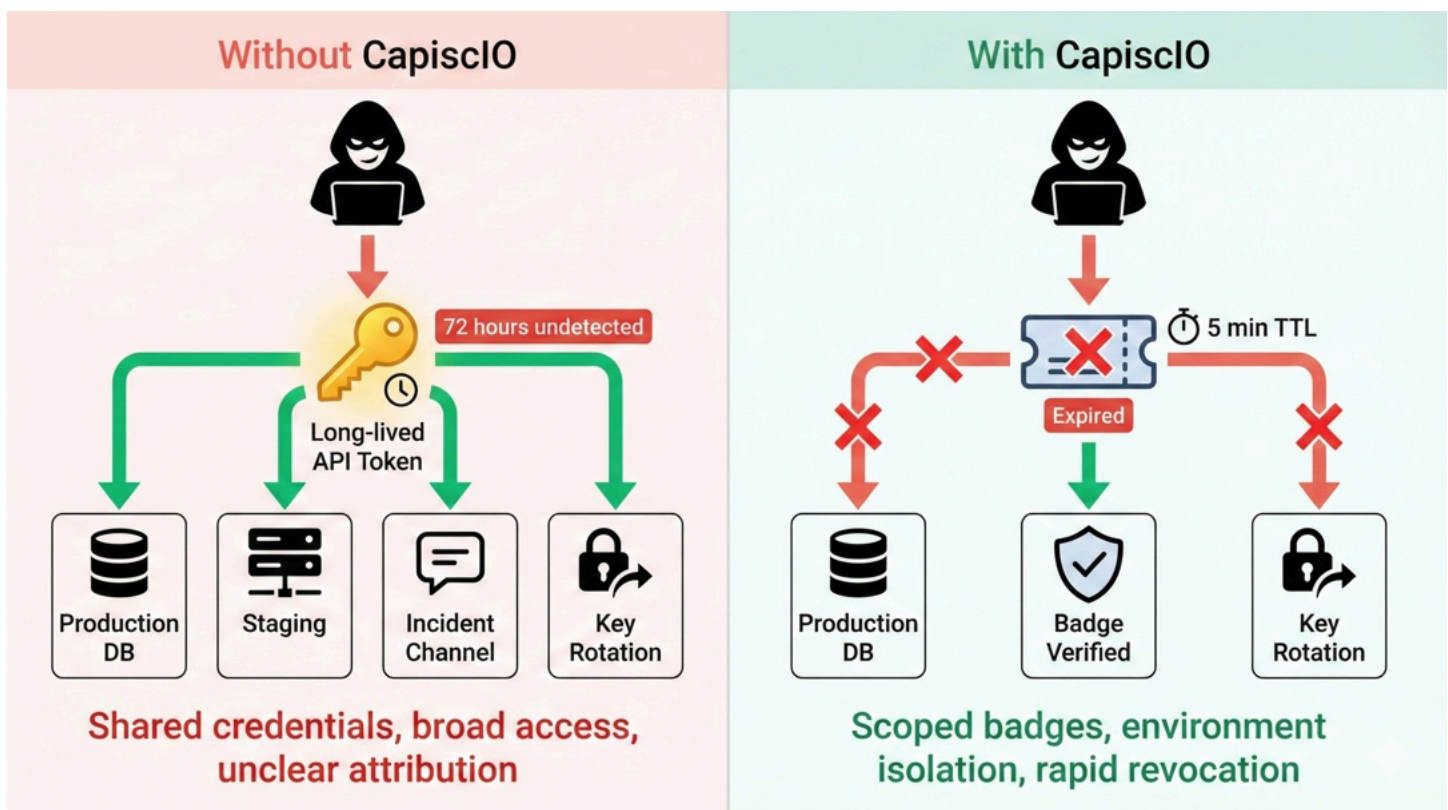 Without CapiscIO
72 hours undetected
Long-lived
API Token
Production
DB
Staging
Incident
Channel
Key
Rotation
Shared credentials, broad access,
unclear attribution
With CapiscIO
5 min TTL
Expired
Production
DB
Badge
Verified
Key
Rotation
Scoped badges, environment
isolation, rapid revocation